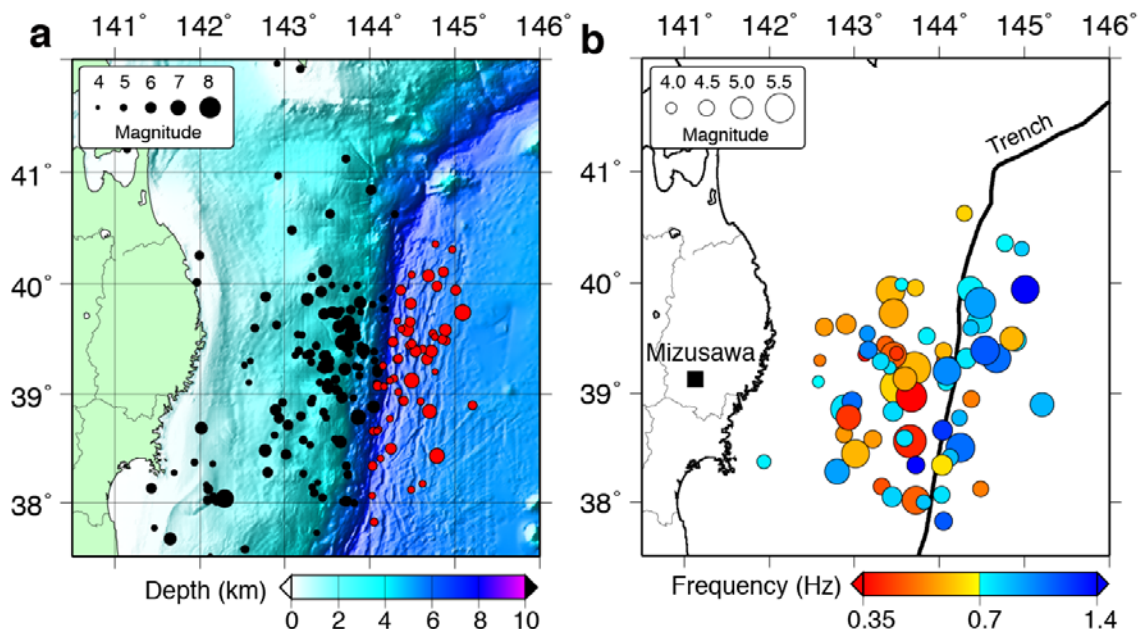 a
141° 142° 143° 144° 145° 146°
4 5 6 7 8
Magnitude
41°
40°
39°
38°
Depth (km)
0 2 4 6 8 10
b
141° 142° 143° 144° 145° 146°
4.0 4.5 5.0 5.5
Magnitude
Trench
41°
40°
Mizusawa
39°
38°
Frequency (Hz)
0.35 0.7 1.4